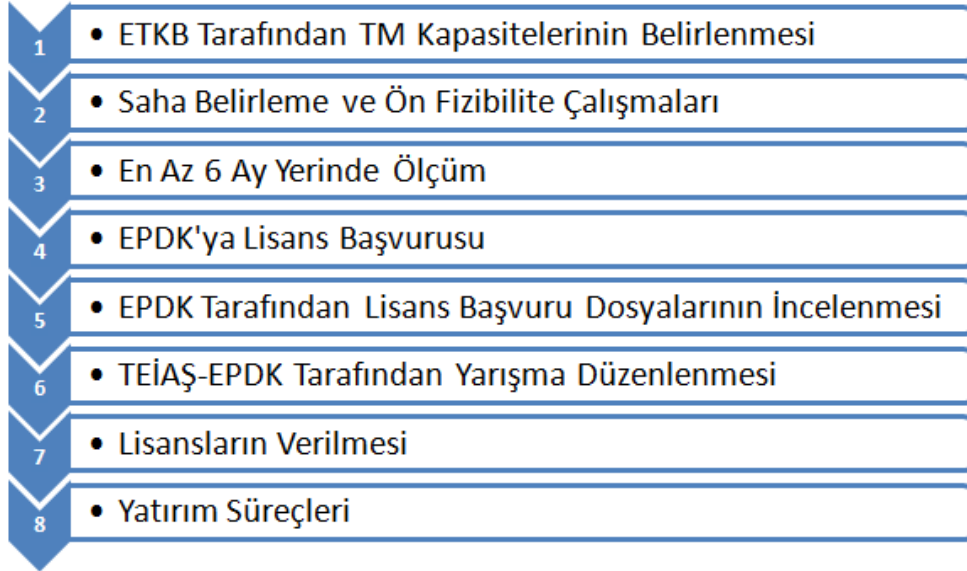 1 • ETKB Tarafından TM Kapasitelerinin Belirlenmesi
2 • Saha Belirleme ve Ön Fizibilite Çalışmaları
3 • En Az 6 Ay Yerinde Ölçüm
4 • EPDK'ya Lisans Başvurusu
5 • EPDK Tarafından Lisans Başvuru Dosyalarının İncelenmesi
6 • TEİAŞ-EPDK Tarafından Yarışma Düzenlenmesi
7 • Lisansların Verilmesi
8 • Yatırım Süreçleri